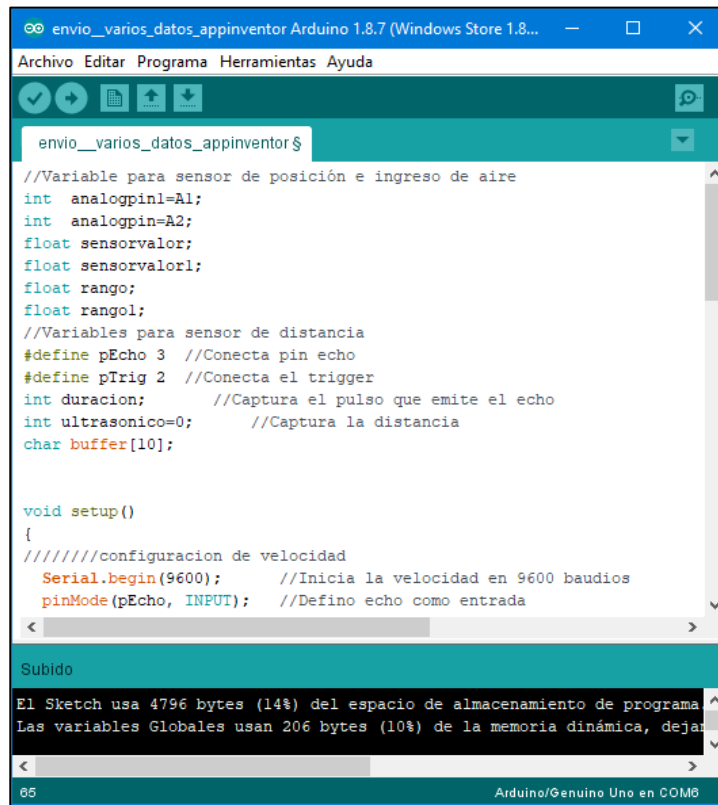 envio__varios_datos_appinventor Arduino 1.8.7 (Windows Store 1.8...
Archivo Editar Programa Herramientas Ayuda
envio__varios_datos_appinventor §
//Variable para sensor de posición e ingreso de aire
int  analogpin1=A1;
int  analogpin=A2;
float sensorvalor;
float sensorvalor1;
float rango;
float rango1;
//Variables para sensor de distancia
#define pEcho 3  //Conecta pin echo
#define pTrig 2  //Conecta el trigger
int duracion;       //Captura el pulso que emite el echo
int ultrasonico=0;      //Captura la distancia
char buffer[10];
void setup()
{
////////configuracion de velocidad
  Serial.begin(9600);      //Inicia la velocidad en 9600 baudios
  pinMode(pEcho, INPUT);   //Defino echo como entrada
Subido
El Sketch usa 4796 bytes (14%) del espacio de almacenamiento de programa.
Las variables Globales usan 206 bytes (10%) de la memoria dinámica,
65
Arduino/Genuino Uno en COM6